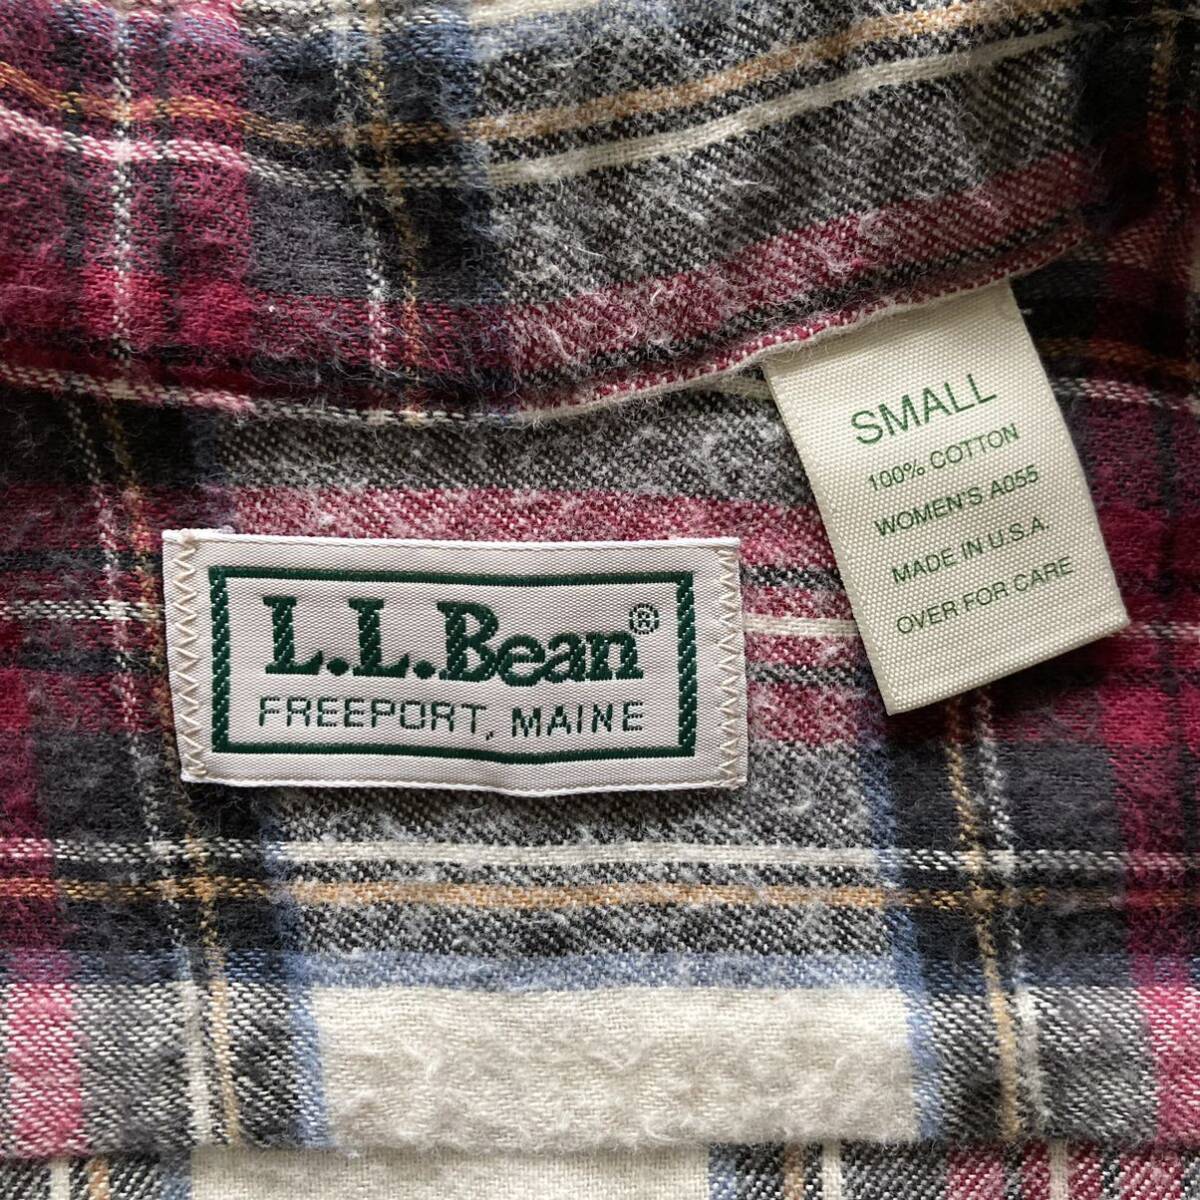 L.L.Bean®
FREEPORT, MAINE
SMALL
100% COTTON
WOMEN'S A055
MADE IN U.S.A.
OVER FOR CARE